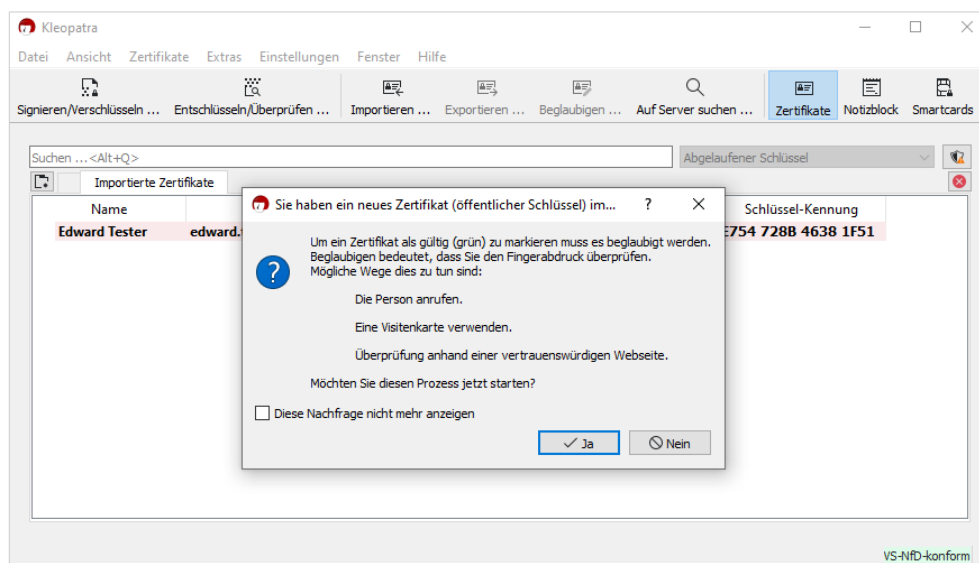 Kleopatra
Datei Ansicht Zertifikate Extras Einstellungen Fenster Hilfe
Signieren/Verschlüsseln ... Entschlüsseln/Überprüfen ... Importieren ... Exportieren ... Beglaubigen ... Auf Server suchen ... Zertifikate Notizblock Smartcards
Suchen ...<Alt+Q> Abgelaufener Schlüssel
Importierte Zertifikate
Sie haben ein neues Zertifikat (öffentlicher Schlüssel) im... ?
Name Schlüssel-Kennung
Edward Tester edward. 728B 4638 1F51
Um ein Zertifikat als gültig (grün) zu markieren muss es beglaubigt werden.
Beglaubigen bedeutet, dass Sie den Fingerabdruck überprüfen.
Mögliche Wege dies zu tun sind:
Die Person anrufen.
Eine Visitenkarte verwenden.
Überprüfung anhand einer vertrauenswürdigen Webseite.
Möchten Sie diesen Prozess jetzt starten?
Diese Nachfrage nicht mehr anzeigen
Ja Nein
VS-NfD-konform